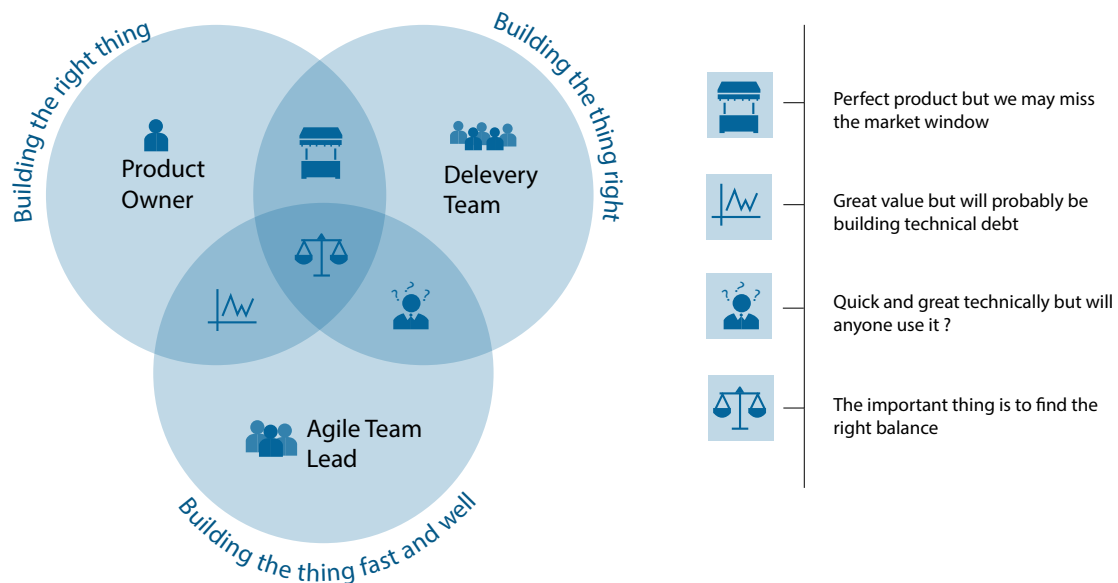 Building the right thing
Building the thing right
Product
Owner
Delevery
Team
Agile Team
Lead
Building the thing fast and well
Perfect product but we may miss
the market window
Great value but will probably be
building technical debt
Quick and great technically but will
anyone use it ?
The important thing is to find the
right balance